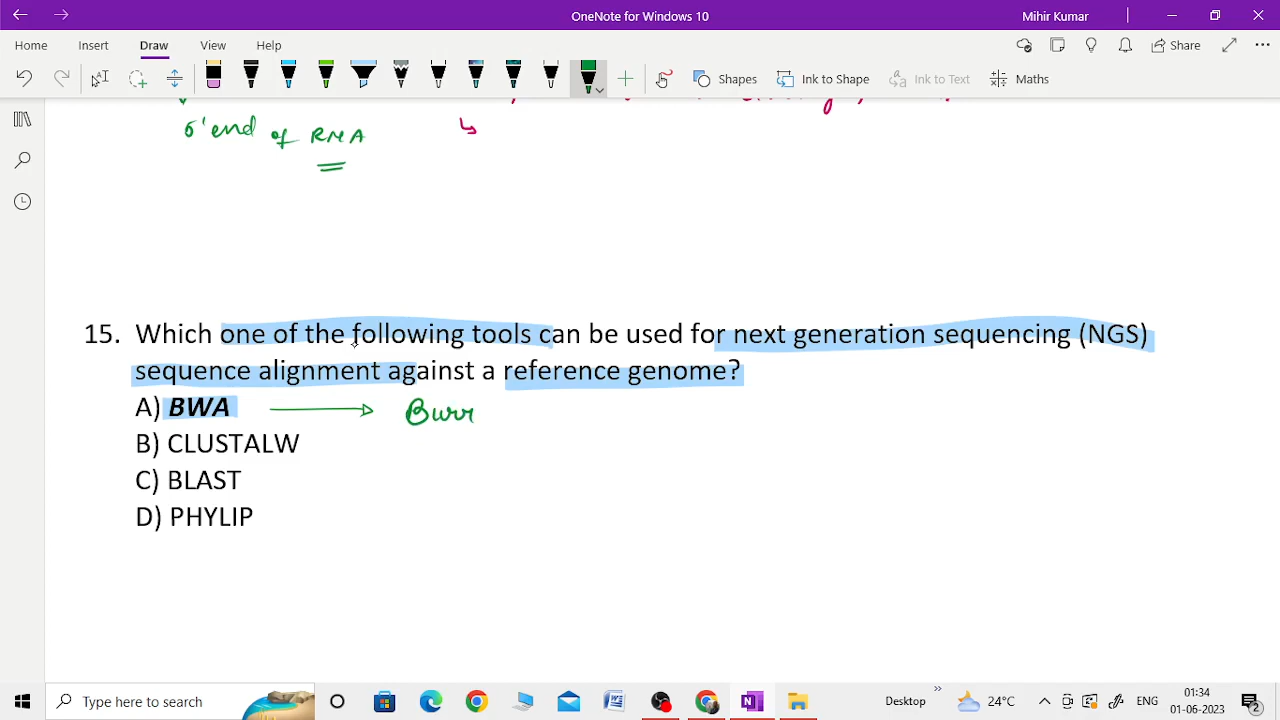 OneNote for Windows 10
Mihir Kumar
Home Insert Draw View Help
Share
Shapes Ink to Shape Ink to Text Maths
5'end of RNA
15. Which one of the following tools can be used for next generation sequencing (NGS)
sequence alignment against a reference genome?
A) BWA
Burr
B) CLUSTALW
C) BLAST
D) PHYLIP
Type here to search
Desktop
24°C
ENG
01:34
01-06-2023
2